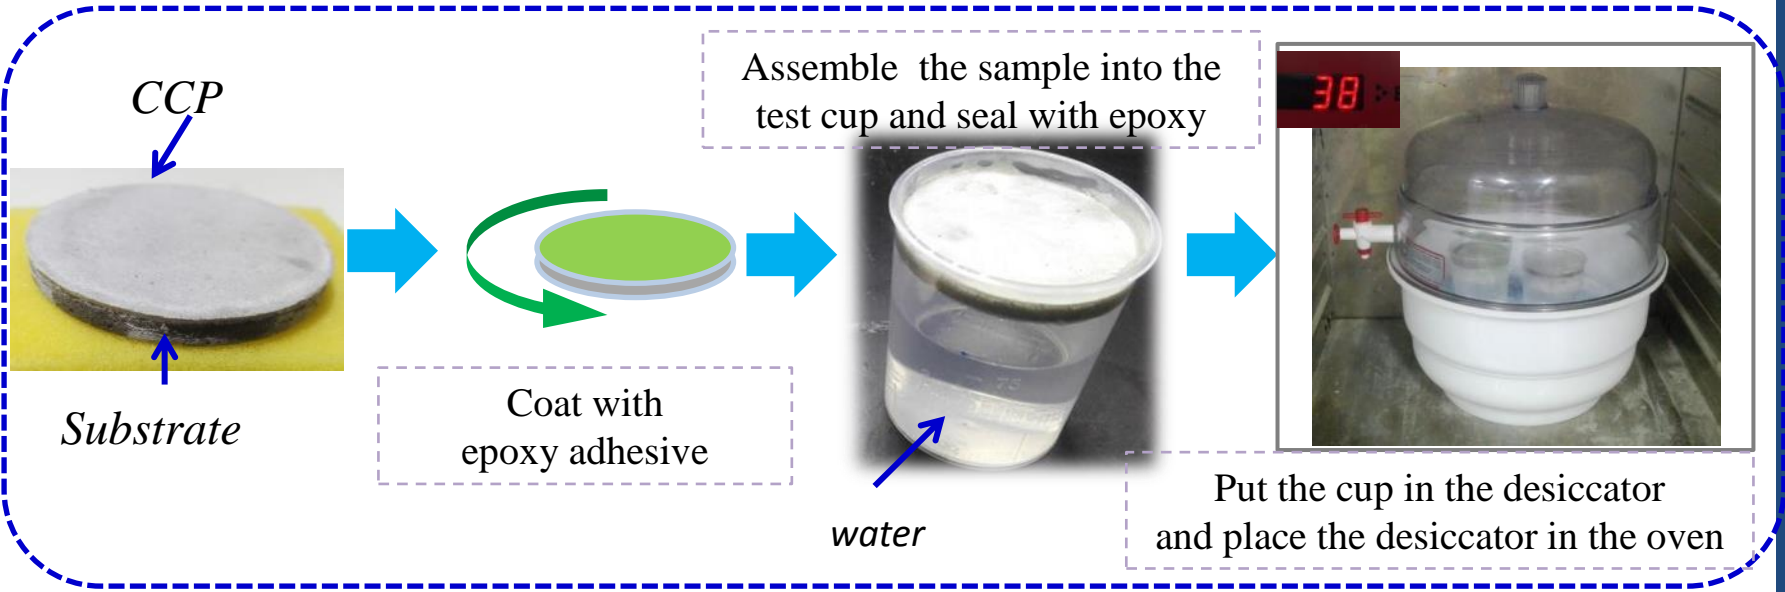 CCP
Substrate
Coat with
epoxy adhesive
Assemble the sample into the
test cup and seal with epoxy
75
water
38
Put the cup in the desiccator
and place the desiccator in the oven